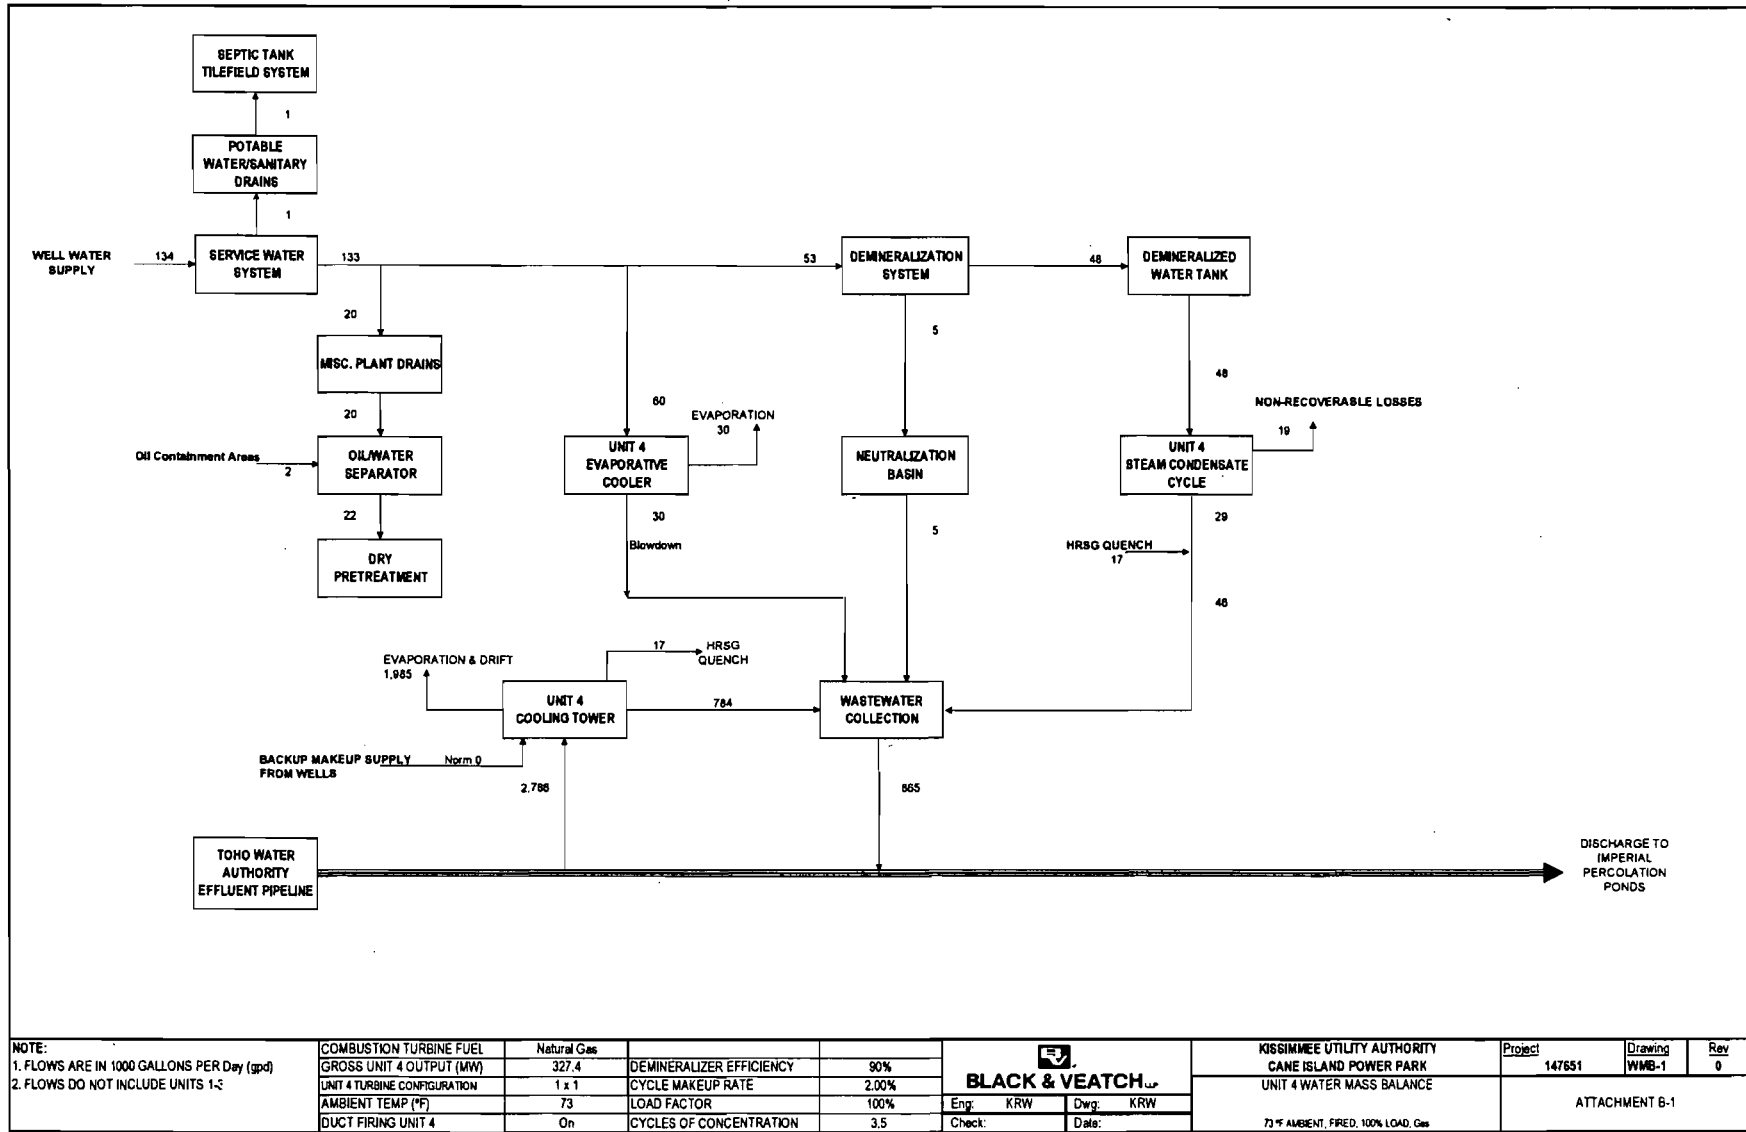 SEPTIC TANK
TILEFIELD SYSTEM
1
POTABLE
WATER/SANITARY
DRAINS
1
WELL WATER
SUPPLY
134
SERVICE WATER
SYSTEM
133
53
DEMINERALIZATION
SYSTEM
48
DEMINERALIZED
WATER TANK
20
5
MISC. PLANT DRAINS
48
20
60
EVAPORATION
30
NON-RECOVERABLE LOSSES
19
Oil Containment Areas
2
OIL/WATER
SEPARATOR
UNIT 4
EVAPORATIVE
COOLER
NEUTRALIZATION
BASIN
UNIT 4
STEAM CONDENSATE
CYCLE
22
30
Blowdown
5
29
HRSG QUENCH
17
DRY
PRETREATMENT
46
EVAPORATION & DRIFT
1,985
17
HRSG
QUENCH
UNIT 4
COOLING TOWER
784
WASTEWATER
COLLECTION
BACKUP MAKEUP SUPPLY
FROM WELLS
Norm 0
2,786
865
TOHO WATER
AUTHORITY
EFFLUENT PIPELINE
DISCHARGE TO
IMPERIAL
PERCOLATION
PONDS
NOTE:
1. FLOWS ARE IN 1000 GALLONS PER Day (gpd)
2. FLOWS DO NOT INCLUDE UNITS 1-3
COMBUSTION TURBINE FUEL Natural Gas
GROSS UNIT 4 OUTPUT (MW) 327.4 DEMINERALIZER EFFICIENCY 90%
UNIT 4 TURBINE CONFIGURATION 1 x 1 CYCLE MAKEUP RATE 2.00%
AMBIENT TEMP (°F) 73 LOAD FACTOR 100%
DUCT FIRING UNIT 4 On CYCLES OF CONCENTRATION 3.5
BV
BLACK & VEATCH LLP
Eng: KRW Dwg: KRW
Check: Date:
KISSIMMEE UTILITY AUTHORITY
CANE ISLAND POWER PARK
UNIT 4 WATER MASS BALANCE
73 °F AMBIENT, FIRED, 100% LOAD, Gas
Project Drawing Rev
147651 WMB-1 0
ATTACHMENT B-1